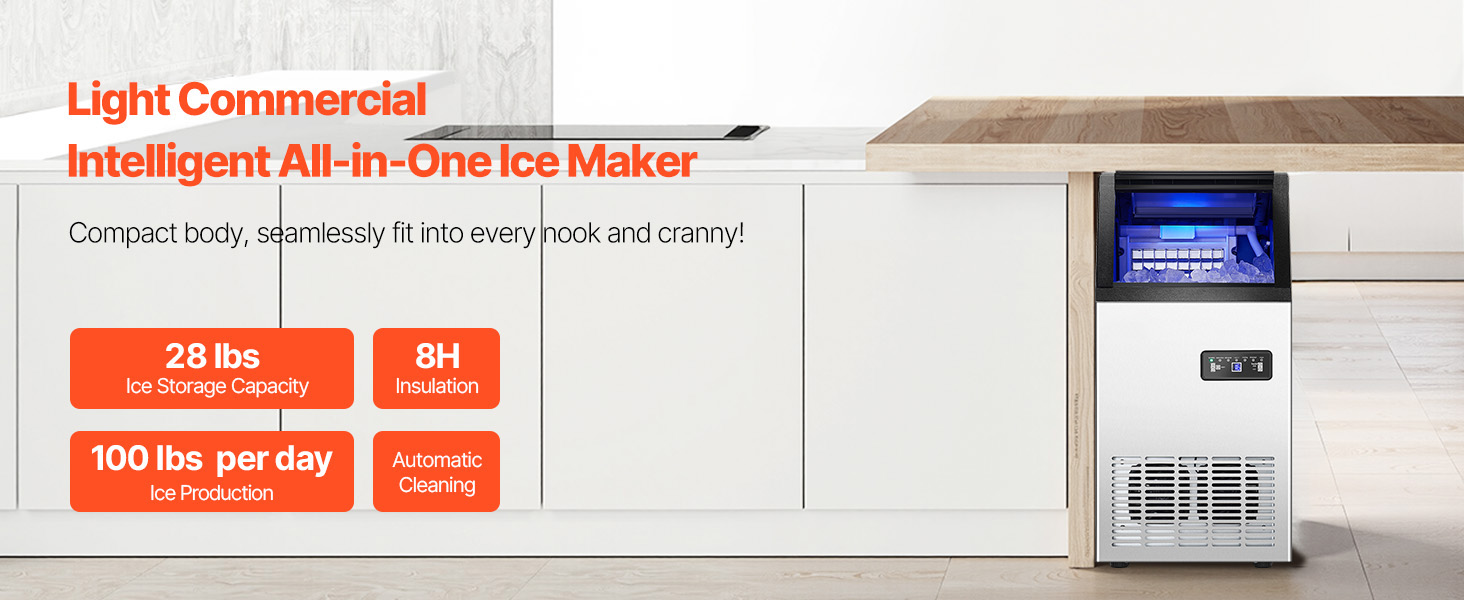 Light Commercial
Intelligent All-in-One Ice Maker
Compact body, seamlessly fit into every nook and cranny!
28 lbs
Ice Storage Capacity
8H
Insulation
100 lbs per day
Ice Production
Automatic
Cleaning